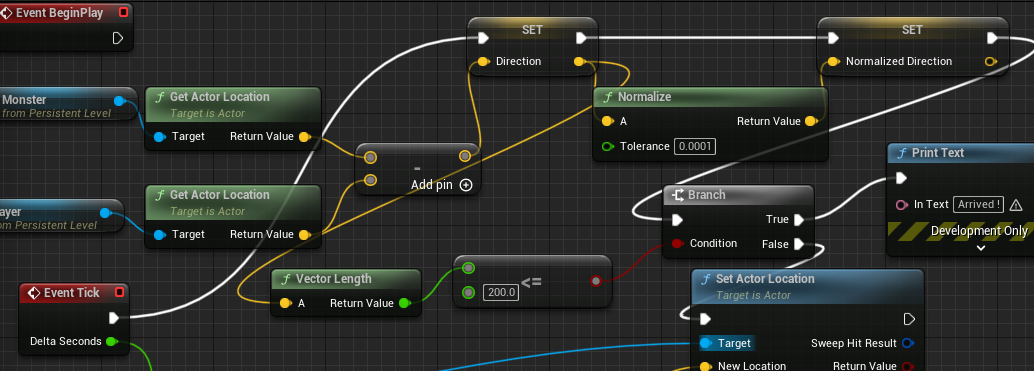 Event BeginPlay
SET
Direction
SET
Normalized Direction
Monster
from Persistent Level
Get Actor Location
Target is Actor
Target
Return Value
Normalize
A
Return Value
Tolerance
0.0001
-
Add pin
ayer
om Persistent Level
Get Actor Location
Target is Actor
Target
Return Value
Print Text
In Text
Arrived !
Development Only
Branch
True
Condition
False
Vector Length
A
Return Value
200.0
<=
Event Tick
Delta Seconds
Set Actor Location
Target is Actor
Target
Sweep Hit Result
New Location
Return Value